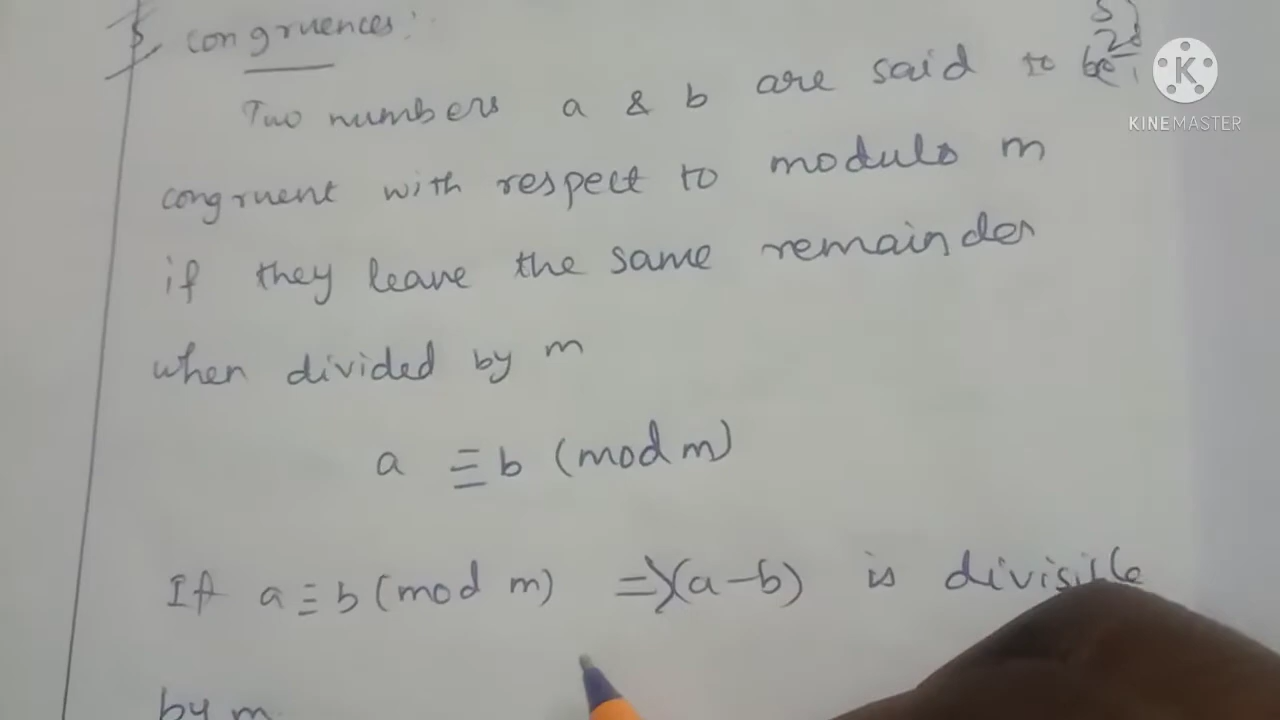 congruences:
Two numbers a & b are said to be
congruent with respect to modulo m
if they leave the same remainder
when divided by m
a ≡ b (mod m)
If a ≡ b (mod m) => (a - b) is divisible
by m
K
KINEMASTER